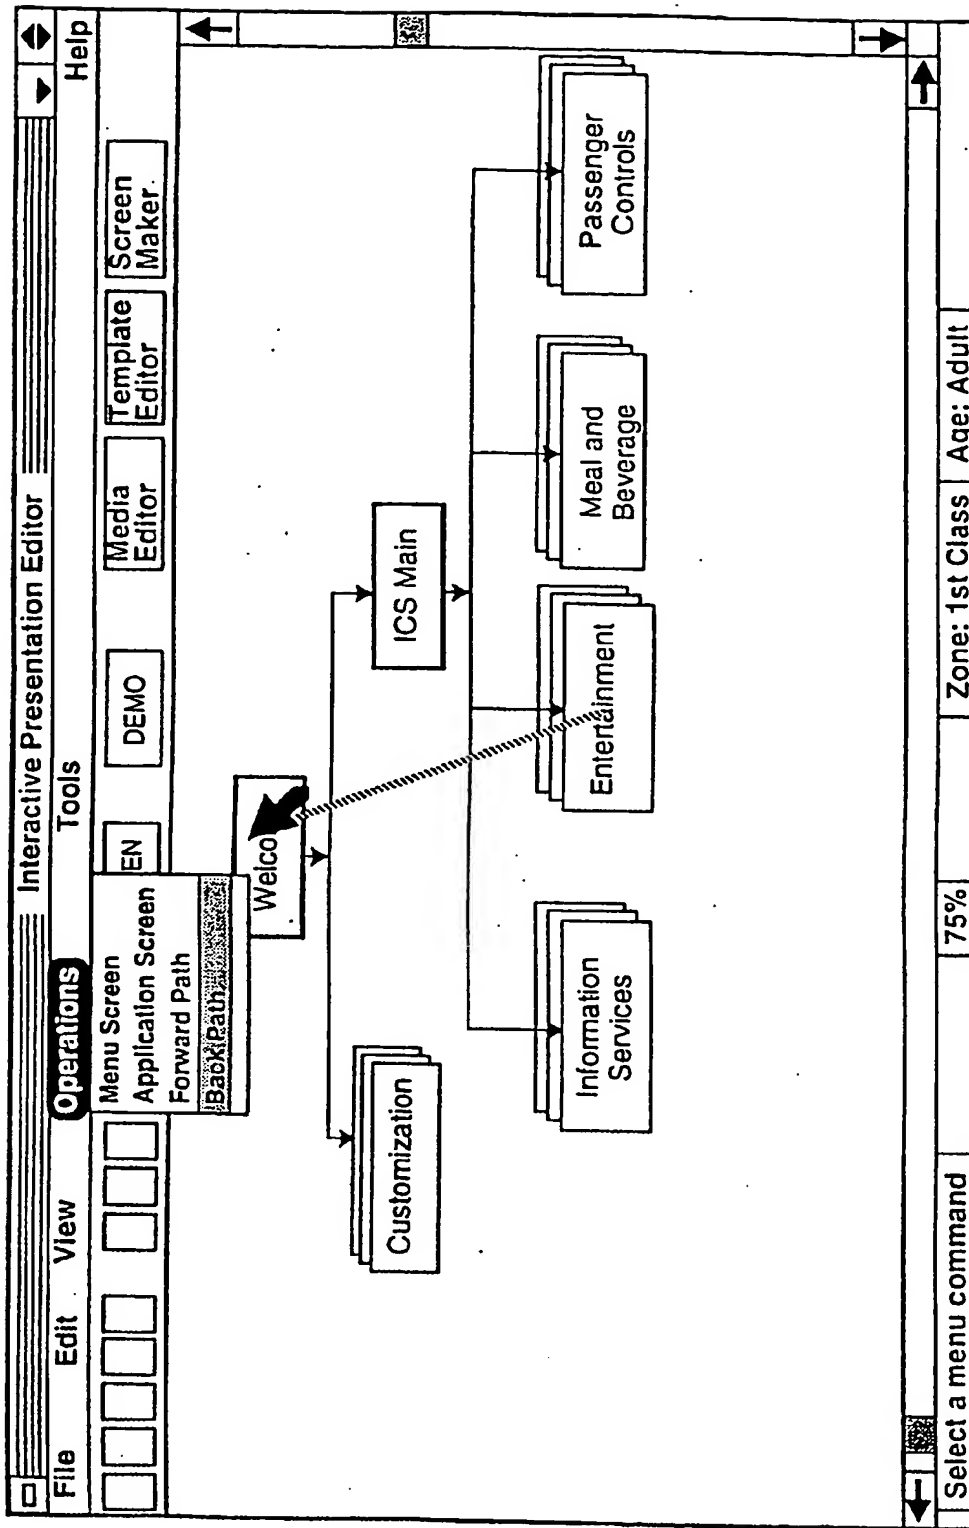 Interactive Presentation Editor
File Edit View Operations Tools Help
Menu Screen
Application Screen
Forward Path
Back Path
EN
DEMO
Media
Editor
Template
Editor
Screen
Maker
Welco
Customization
ICS Main
Information
Services
Entertainment
Meal and
Beverage
Passenger
Controls
Select a menu command 75% Zone: 1st Class Age: Adult